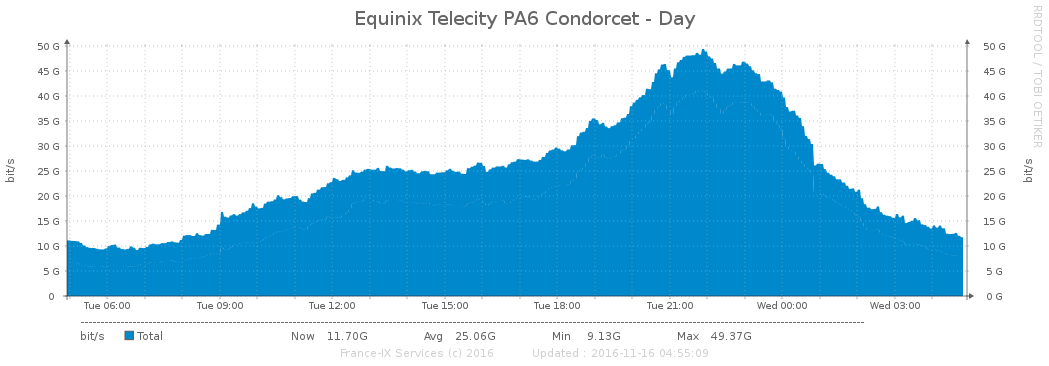 Equinix Telecity PA6 Condorcet - Day
RRDTOOL / TOBI OETIKER
bit/s
50 G 50 G
45 G 45 G
40 G 40 G
35 G 35 G
30 G 30 G
25 G 25 G
20 G 20 G
15 G 15 G
10 G 10 G
5 G 5 G
0 0 G
bit/s
Tue 06:00 Tue 09:00 Tue 12:00 Tue 15:00 Tue 18:00 Tue 21:00 Wed 00:00 Wed 03:00
bit/s Total Now 11.70G Avg 25.06G Min 9.13G Max 49.37G
France-IX Services (c) 2016 Updated : 2016-11-16 04:55:09